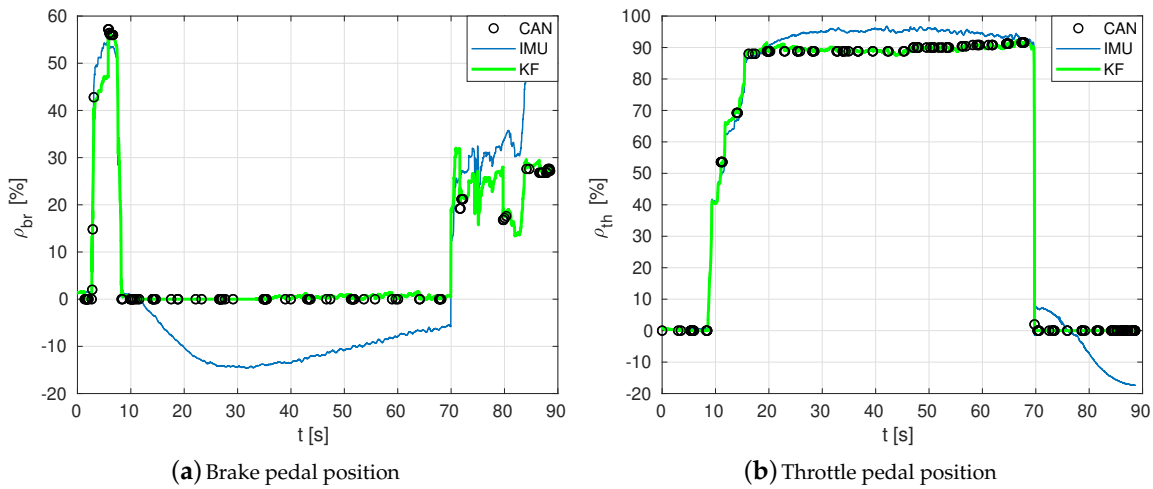 60
50
40
30
20
10
0
-10
-20
ρbr [%]
0 10 20 30 40 50 60 70 80 90
t [s]
CAN
IMU
KF
(a) Brake pedal position
100
90
80
70
60
50
40
30
20
10
0
-10
-20
ρth [%]
0 10 20 30 40 50 60 70 80 90
t [s]
CAN
IMU
KF
(b) Throttle pedal position